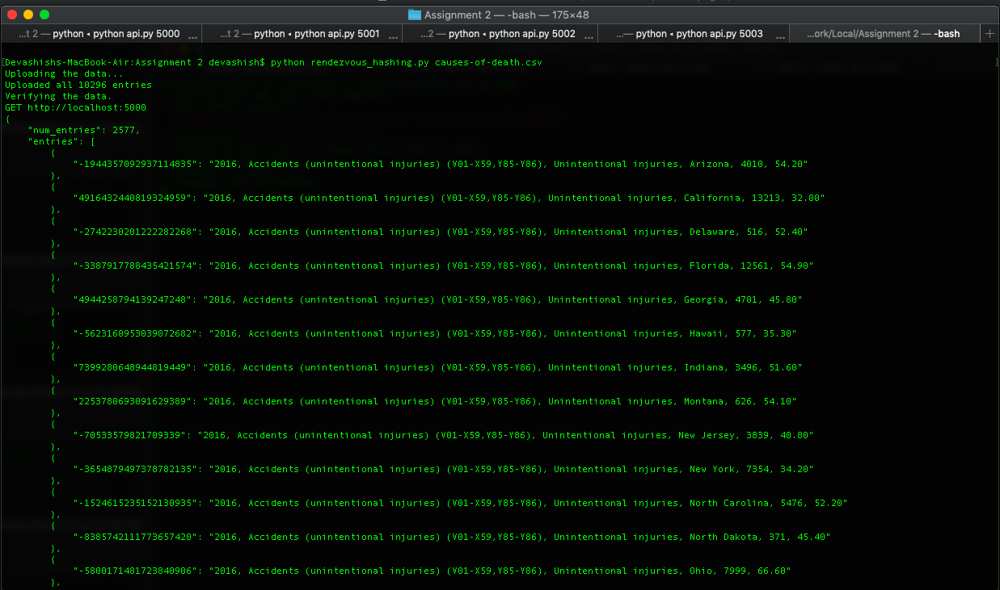 Assignment 2 — -bash — 175×48
...t 2 — python ◂ python api.py 5000 ...
...t 2 — python ◂ python api.py 5001 ...
...2 — python ◂ python api.py 5002 ...
...— python ◂ python api.py 5003 ...
...ork/Local/Assignment 2 — -bash
[Devashishs-MacBook-Air:Assignment 2 devashish$ python rendezvous_hashing.py causes-of-death.csv ]
Uploading the data...
Uploaded all 10296 entries
Verifying the data.
GET http://localhost:5000
{
"num_entries": 2577,
"entries": [
{
"-1944357092937114835": "2016, Accidents (unintentional injuries) (V01-X59,Y85-Y86), Unintentional injuries, Arizona, 4010, 54.20"
},
{
"4916432440819324959": "2016, Accidents (unintentional injuries) (V01-X59,Y85-Y86), Unintentional injuries, California, 13213, 32.00"
},
{
"-2742230201222282268": "2016, Accidents (unintentional injuries) (V01-X59,Y85-Y86), Unintentional injuries, Delaware, 516, 52.40"
},
{
"-3387917788435421574": "2016, Accidents (unintentional injuries) (V01-X59,Y85-Y86), Unintentional injuries, Florida, 12561, 54.90"
},
{
"4944258794139247248": "2016, Accidents (unintentional injuries) (V01-X59,Y85-Y86), Unintentional injuries, Georgia, 4701, 45.80"
},
{
"-5623160953039072682": "2016, Accidents (unintentional injuries) (V01-X59,Y85-Y86), Unintentional injuries, Hawaii, 577, 35.30"
},
{
"7399280648944819449": "2016, Accidents (unintentional injuries) (V01-X59,Y85-Y86), Unintentional injuries, Indiana, 3496, 51.60"
},
{
"2253780693091629389": "2016, Accidents (unintentional injuries) (V01-X59,Y85-Y86), Unintentional injuries, Montana, 626, 54.10"
},
{
"-70533579821709339": "2016, Accidents (unintentional injuries) (V01-X59,Y85-Y86), Unintentional injuries, New Jersey, 3839, 40.80"
},
{
"-3654879497378782135": "2016, Accidents (unintentional injuries) (V01-X59,Y85-Y86), Unintentional injuries, New York, 7354, 34.20"
},
{
"-1524615235152130935": "2016, Accidents (unintentional injuries) (V01-X59,Y85-Y86), Unintentional injuries, North Carolina, 5476, 52.20"
},
{
"-8385742111773657420": "2016, Accidents (unintentional injuries) (V01-X59,Y85-Y86), Unintentional injuries, North Dakota, 371, 45.40"
},
{
"-5800171481723840906": "2016, Accidents (unintentional injuries) (V01-X59,Y85-Y86), Unintentional injuries, Ohio, 7999, 66.60"
},